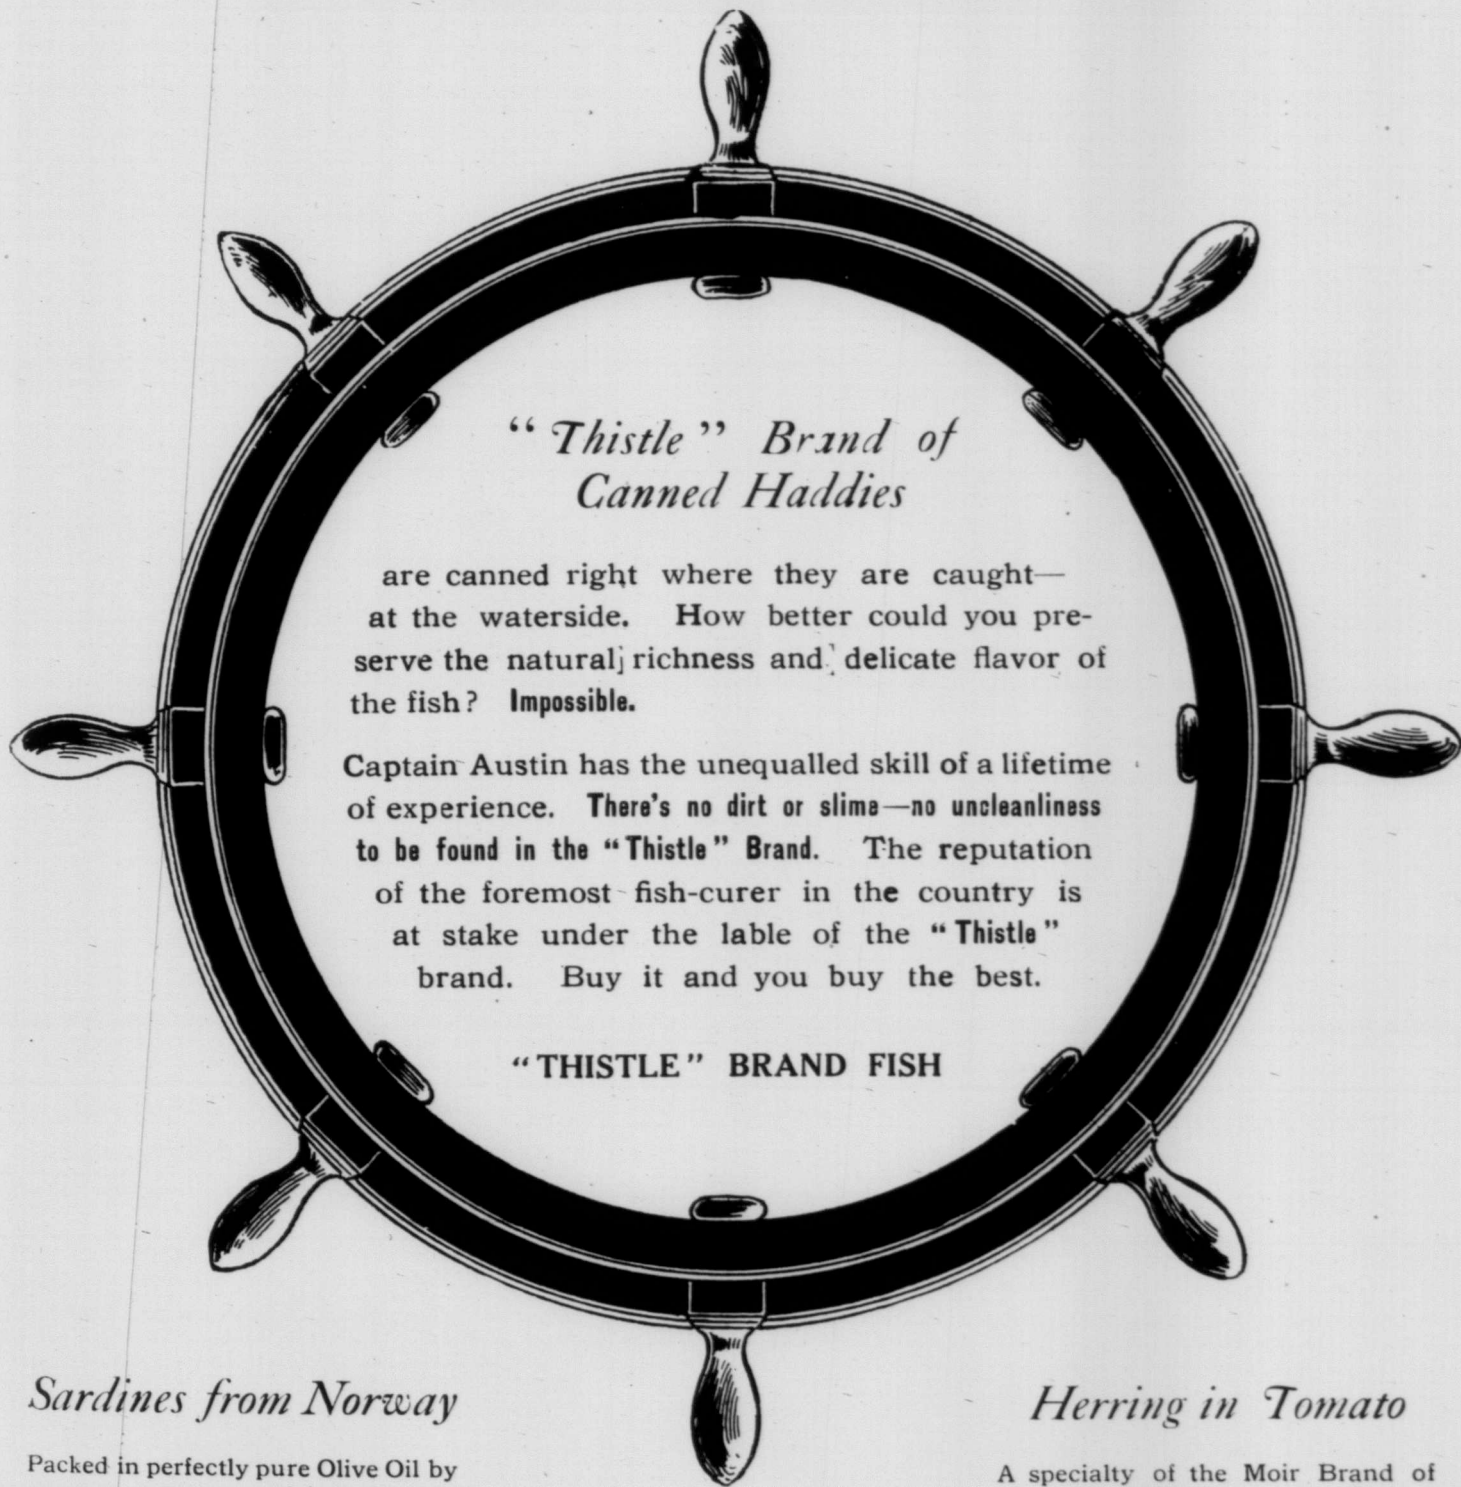 “Thistle” Brand of
Canned Haddies
are canned right where they are caught—
at the waterside. How better could you pre-
serve the natural richness and delicate flavor of
the fish? Impossible.
Captain Austin has the unequalled skill of a lifetime
of experience. There's no dirt or slime—no uncleanliness
to be found in the “Thistle” Brand. The reputation
of the foremost fish-curer in the country is
at stake under the lable of the “Thistle”
brand. Buy it and you buy the best.
“THISTLE” BRAND FISH
Sardines from Norway
Packed in perfectly pure Olive Oil by
Herring in Tomato
A specialty of the Moir Brand of